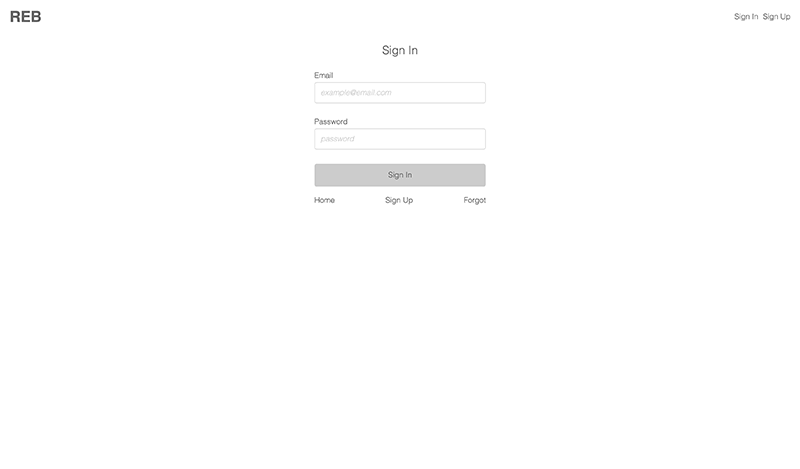 REB
Sign In Sign Up
Sign In
Email
example@email.com
Password
password
Sign In
Home Sign Up Forgot